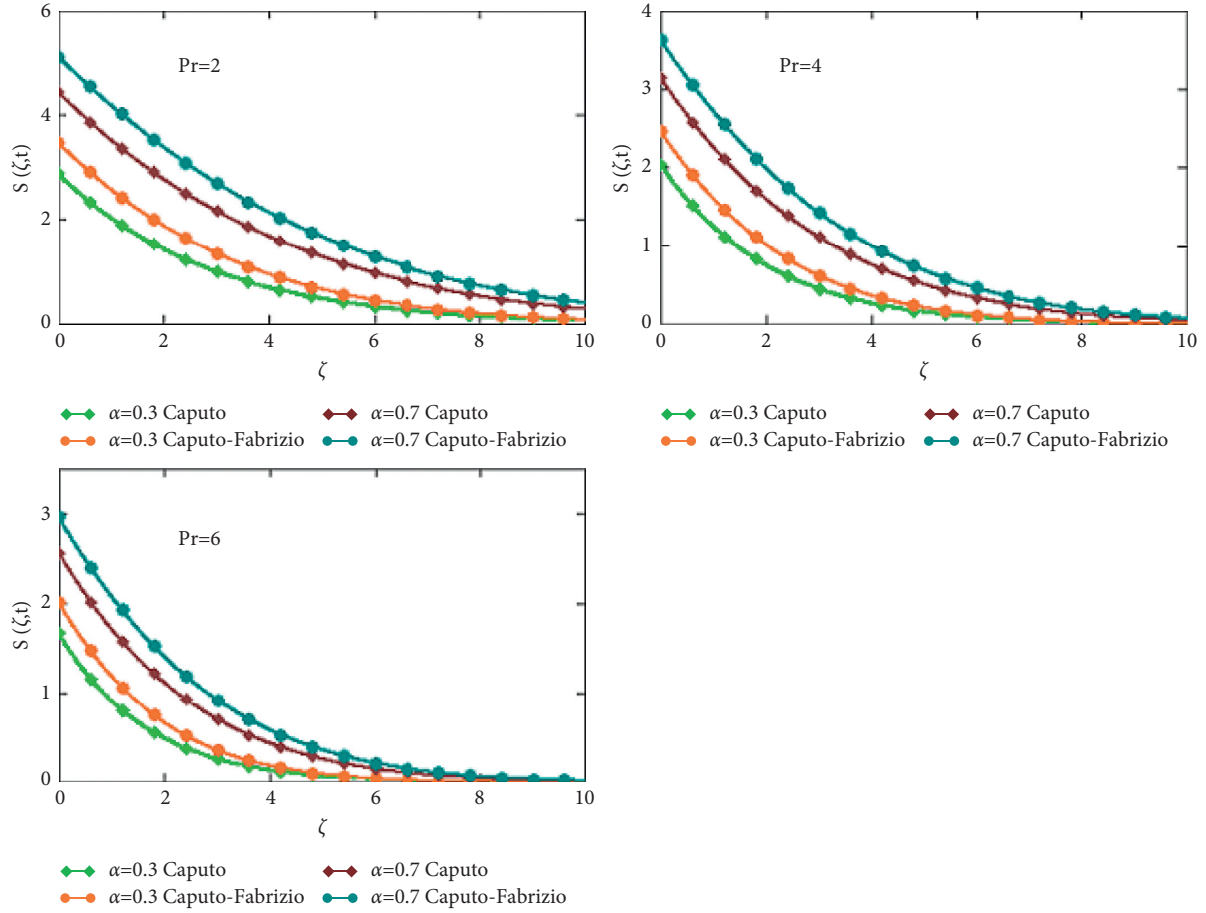 6
5
4
2
0
S (ζ,t)
Pr=2
0 2 4 6 8 10
ζ
α=0.3 Caputo α=0.7 Caputo
α=0.3 Caputo-Fabrizio α=0.7 Caputo-Fabrizio
4
3
2
1
0
S (ζ,t)
Pr=4
0 2 4 6 8 10
ζ
α=0.3 Caputo α=0.7 Caputo
α=0.3 Caputo-Fabrizio α=0.7 Caputo-Fabrizio
3
2
1
0
S (ζ,t)
Pr=6
0 2 4 6 8 10
ζ
α=0.3 Caputo α=0.7 Caputo
α=0.3 Caputo-Fabrizio α=0.7 Caputo-Fabrizio